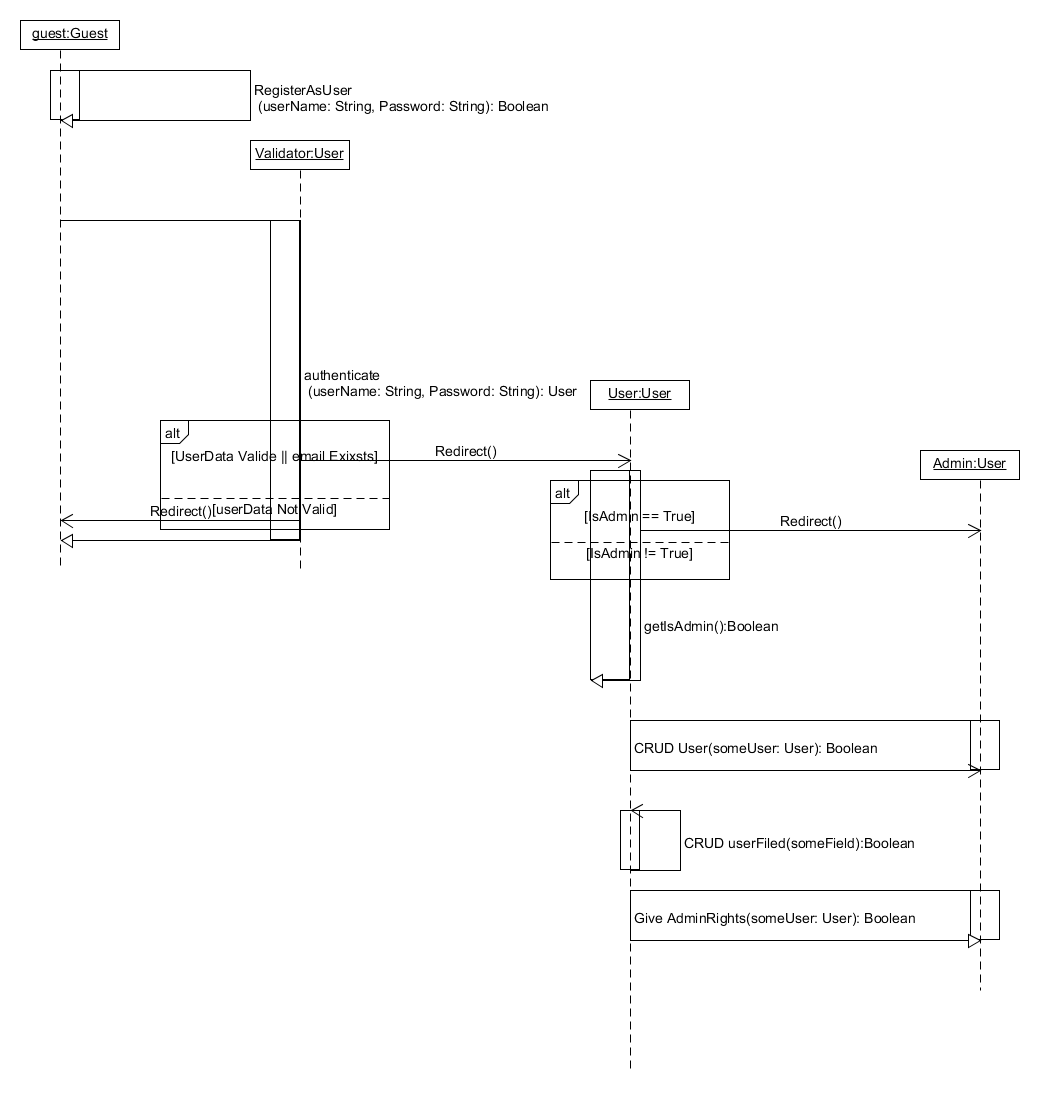 guest:Guest
RegisterAsUser
(userName: String, Password: String): Boolean
Validator:User
authenticate
(userName: String, Password: String): User
User:User
alt
[UserData Valide || email Exixsts]
Redirect()
Admin:User
alt
[IsAdmin == True]
Redirect()
Redirect()
[userData Not Valid]
[IsAdmin != True]
getIsAdmin():Boolean
CRUD User(someUser: User): Boolean
CRUD userFiled(someField):Boolean
Give AdminRights(someUser: User): Boolean